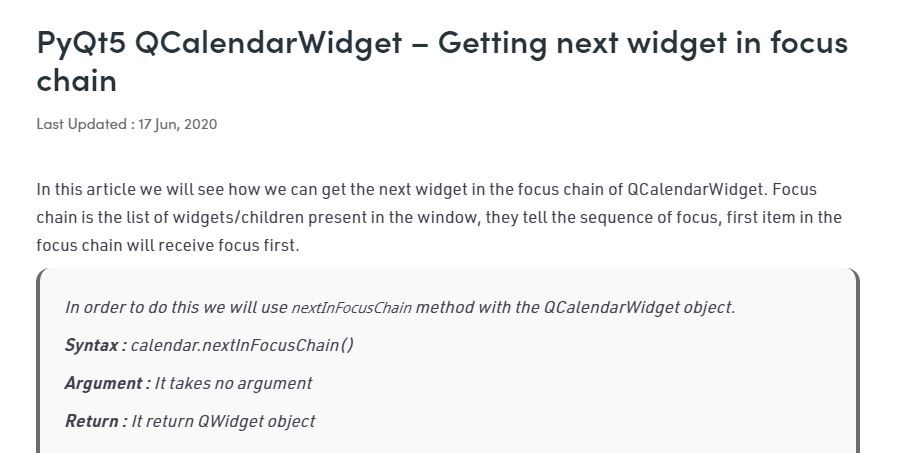 PyQt5 QCalendarWidget – Getting next widget in focus
chain
Last Updated : 17 Jun, 2020
In this article we will see how we can get the next widget in the focus chain of QCalendarWidget. Focus
chain is the list of widgets/children present in the window, they tell the sequence of focus, first item in the
focus chain will receive focus first.
In order to do this we will use nextInFocusChain method with the QCalendarWidget object.
Syntax : calendar.nextInFocusChain()
Argument : It takes no argument
Return : It return QWidget object